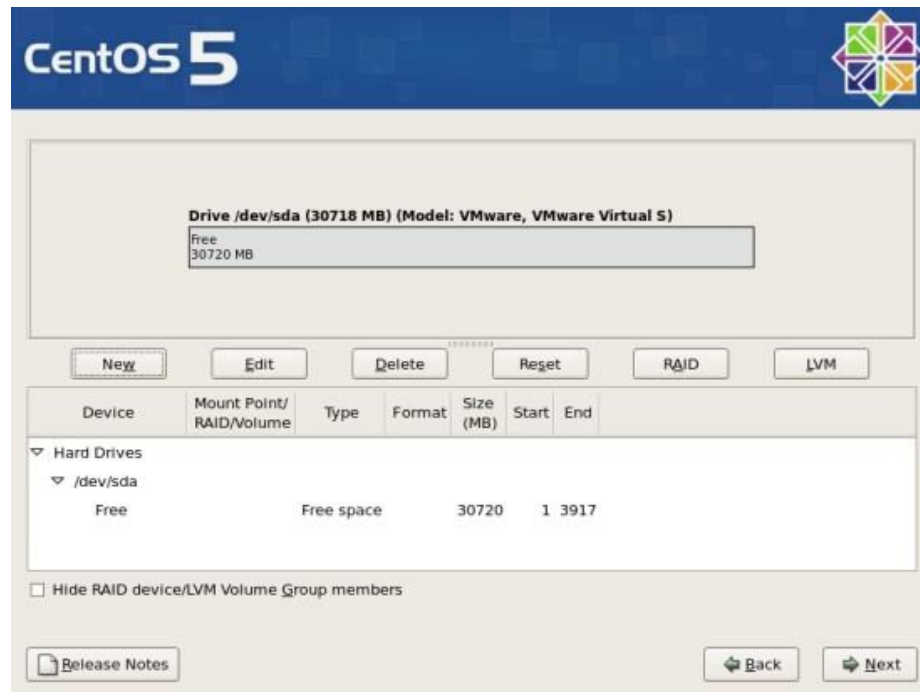 CentOS 5
Drive /dev/sda (30718 MB) (Model: VMware, VMware Virtual S)
Free
30720 MB
New Edit Delete Reset RAID LVM
Device Mount Point/ RAID/Volume Type Format Size (MB) Start End
Hard Drives
/dev/sda
Free Free space 30720 1 3917
Hide RAID device/LVM Volume Group members
Release Notes Back Next